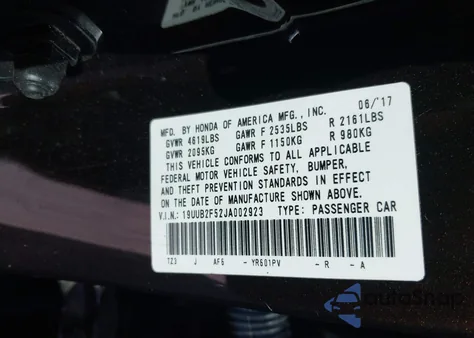 MFD. BY HONDA OF AMERICA MFG., INC. 06/'17
GVWR 4619LBS GAWR F 2535LBS R 2161LBS
GVWR 2095KG GAWR F 1150KG R 980KG
THIS VEHICLE CONFORMS TO ALL APPLICABLE
FEDERAL MOTOR VEHICLE SAFETY, BUMPER,
AND THEFT PREVENTION STANDARDS IN EFFECT
ON THE DATE OF MANUFACTURE SHOWN ABOVE.
V.I.N.: 19UUB2F52JA002923 TYPE: PASSENGER CAR
TZ3 J AF6 - YR601PV - R - A
autoSnap